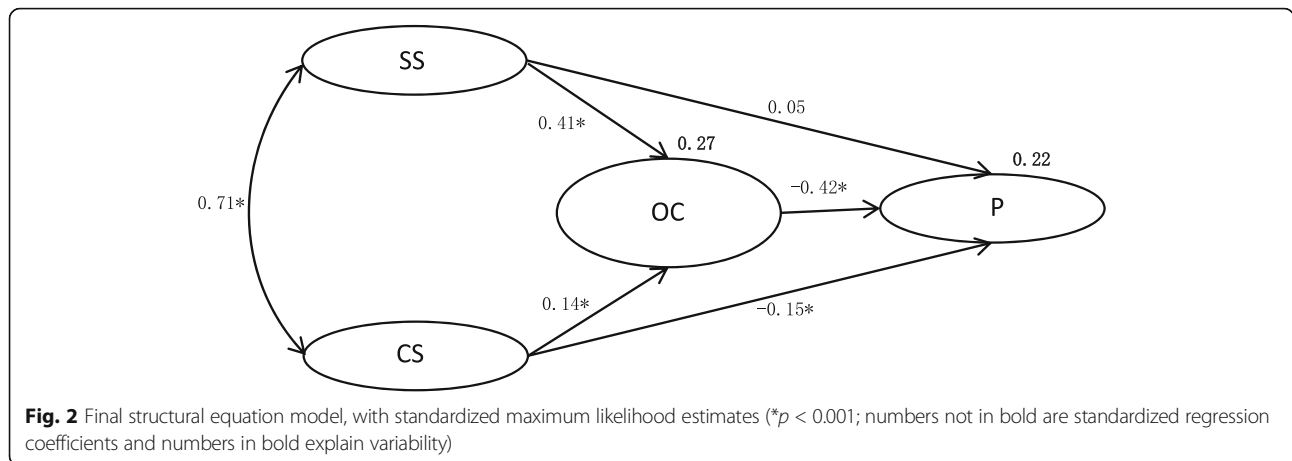 SS
0.05
0.41*
0.27
0.22
-0.42*
0.71*
OC
P
0.14*
-0.15*
CS
Fig. 2 Final structural equation model, with standardized maximum likelihood estimates (*p < 0.001; numbers not in bold are standardized regression
coefficients and numbers in bold explain variability)